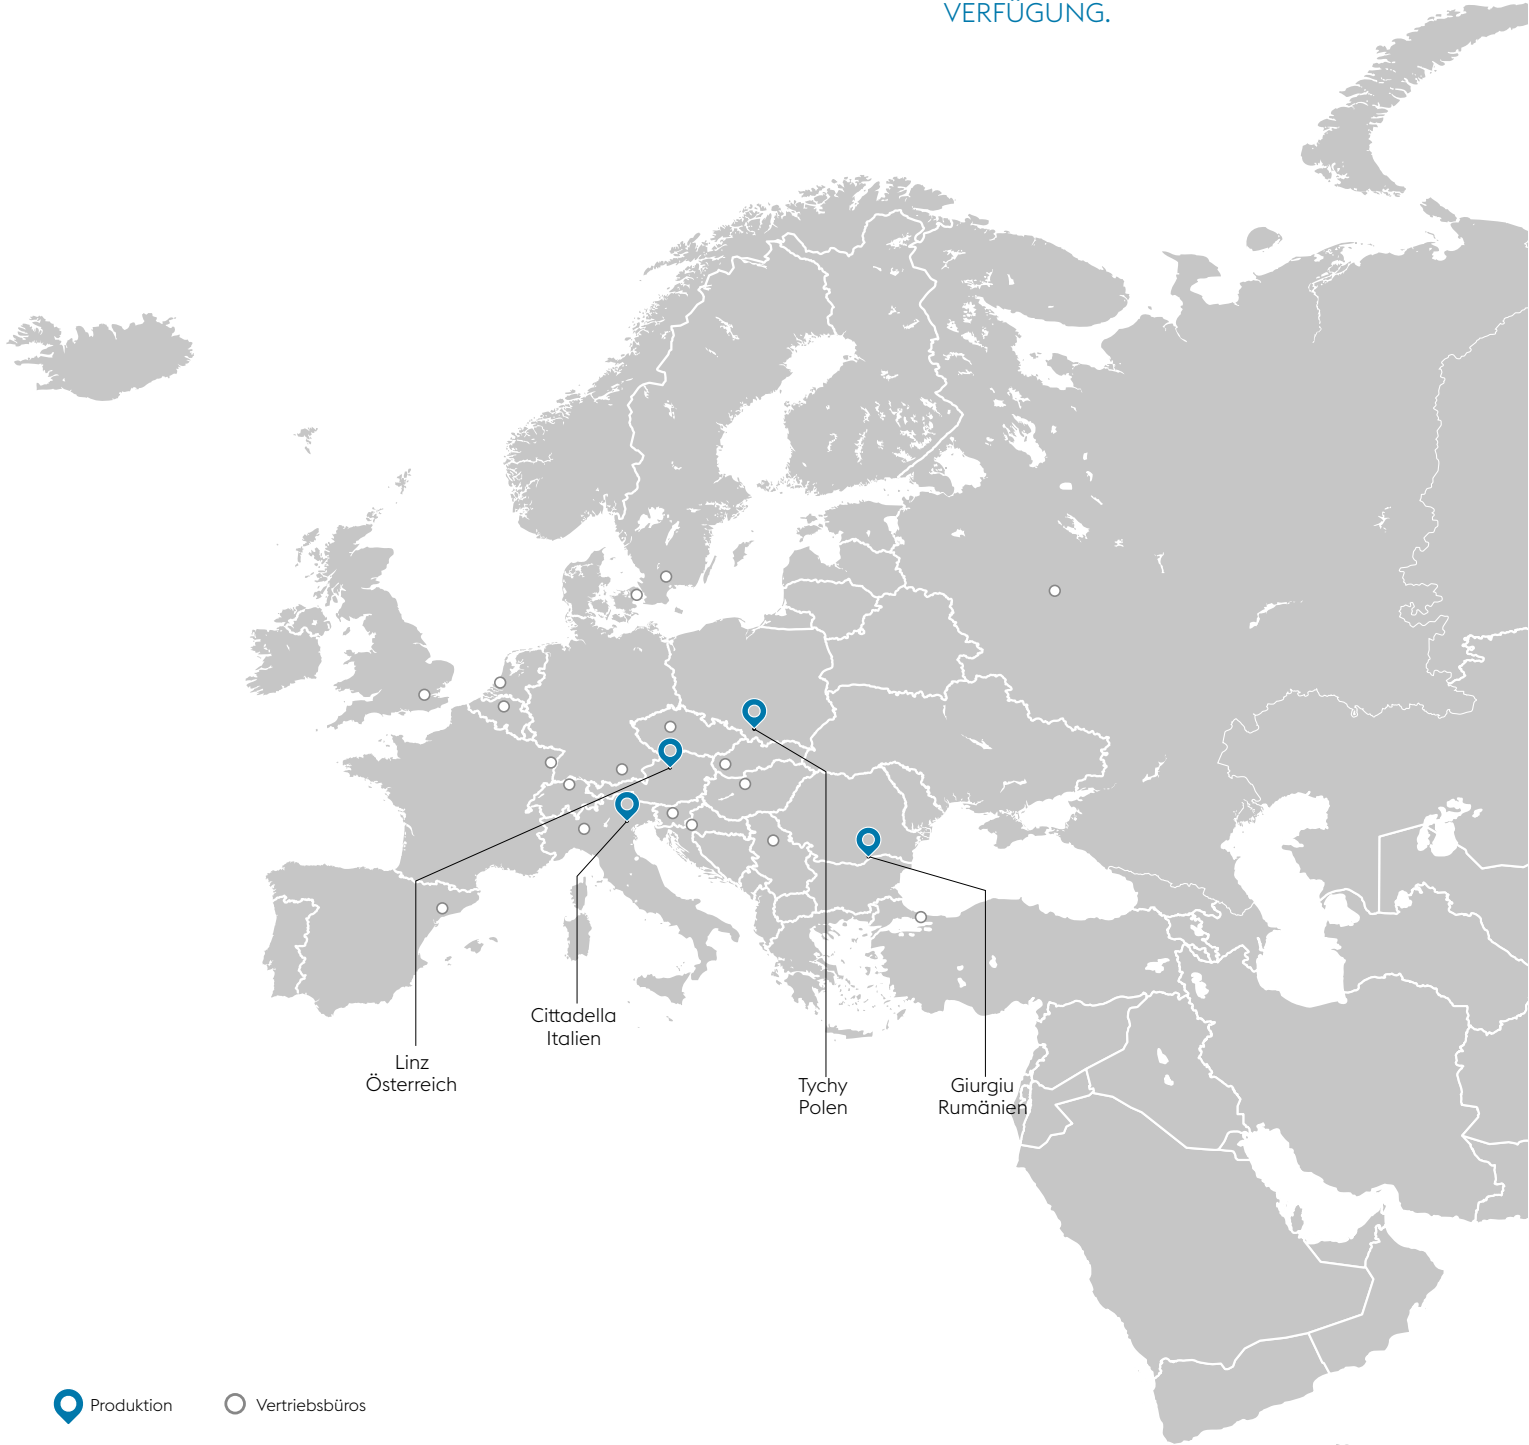 VERFÜGUNG.
Cittadella
Italien
Linz
Österreich
Tychy
Polen
Giurgiu
Rumänien
Produktion
Vertriebsbüros